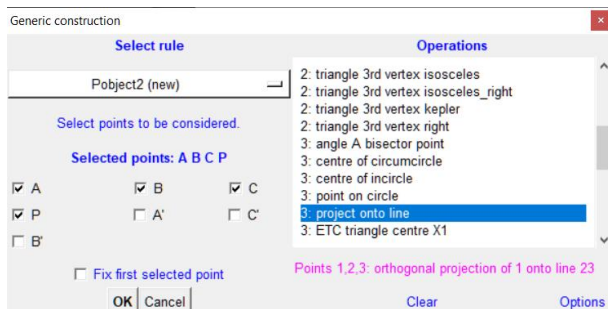 Generic construction
×
Select rule
Pobject2 (new)
Select points to be considered.
Selected points: A B C P
A B C
P A' C'
B'
Fix first selected point
OK Cancel
Operations
2: triangle 3rd vertex isosceles
2: triangle 3rd vertex isosceles_right
2: triangle 3rd vertex kepler
2: triangle 3rd vertex right
3: angle A bisector point
3: centre of circumcircle
3: centre of incircle
3: point on circle
3: project onto line
3: ETC triangle centre X1
Points 1,2,3: orthogonal projection of 1 onto line 23
Clear Options